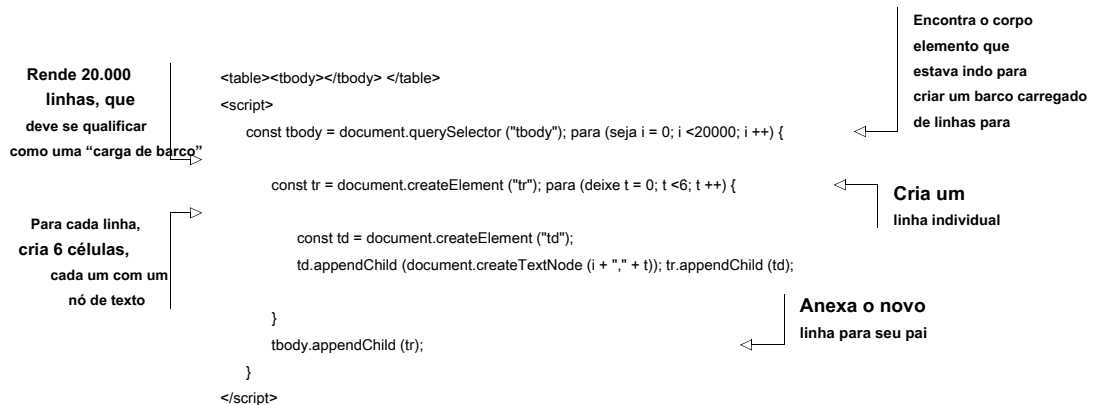 Encontra o corpo
elemento que
estava indo para
criar um barco carregado
de linhas para
Rende 20.000
linhas, que
deve se qualificar
como uma “carga de barco”
<table><tbody></tbody> </table>
<script>
const tbody = document.querySelector ("tbody"); para (seja i = 0; i <20000; i ++) {
const tr = document.createElement ("tr"); para (deixe t = 0; t <6; t ++) {
Cria um
linha individual
Para cada linha,
cria 6 células,
cada um com um
nó de texto
const td = document.createElement ("td");
td.appendChild (document.createTextNode (i + "," + t)); tr.appendChild (td);
}
tbody.appendChild (tr);
Anexa o novo
linha para seu pai
}
</script>